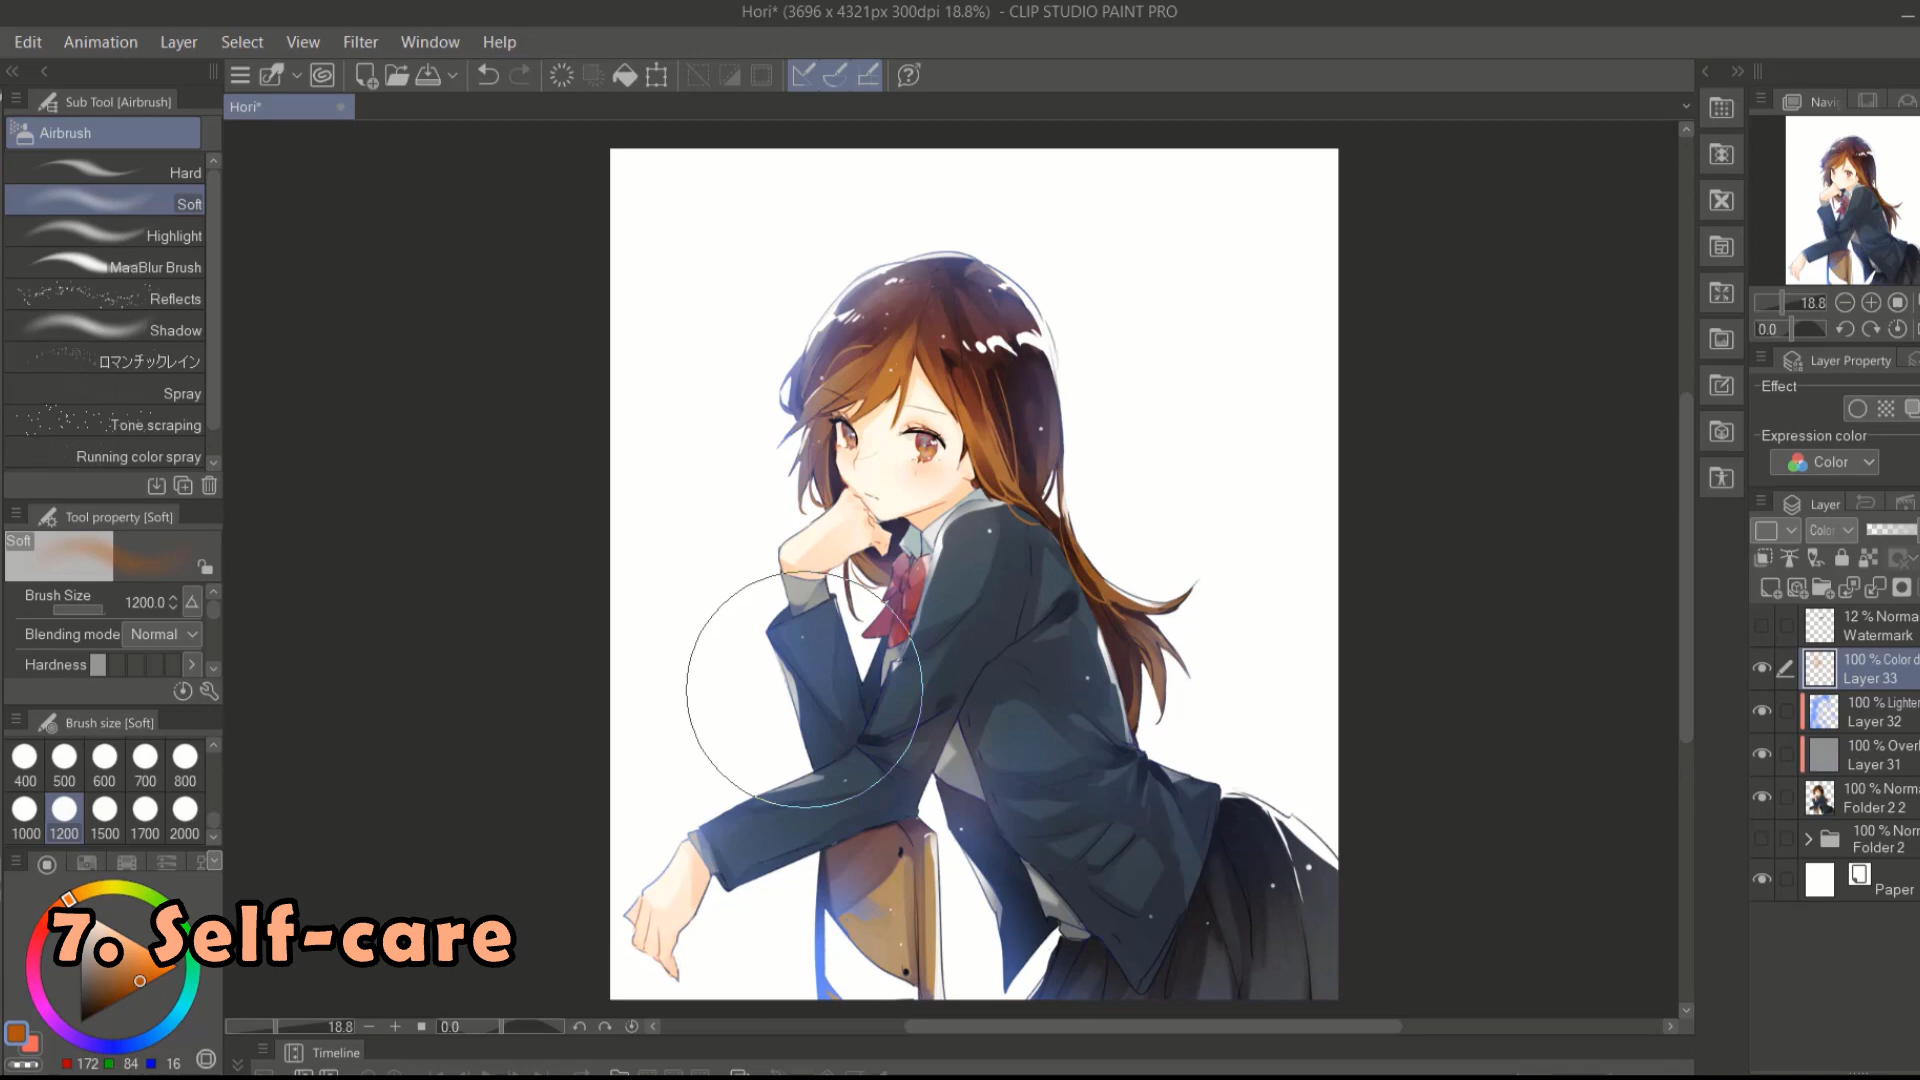 Hori* (3696 x 4321px 300dpi 18.8%)  - CLIP STUDIO PAINT PRO
Edit Animation Layer Select View Filter Window Help
Sub Tool [Airbrush]
Airbrush
Hard
Soft
Highlight
MaaBlur Brush
Reflects
Shadow
ロマンチックレイン
Spray
Tone scraping
Running color spray
Tool property [Soft]
Soft
Brush Size 1200.0
Blending mode Normal
Hardness
Brush size [Soft]
400 500 600 700 800
1000 1200 1500 1700 2000
172 84 16
Hori*
7. Self-care
18.8 0.0
Timeline
Navi
18.8
0.0
Layer Property
Effect
Expression color
Color
Layer
Color
12 % Norma
Watermark
100 % Color d
Layer 33
100 % Lighte
Layer 32
100 % Over
Layer 31
100 % Norma
Folder 2 2
100 % Norm
Folder 2
Paper